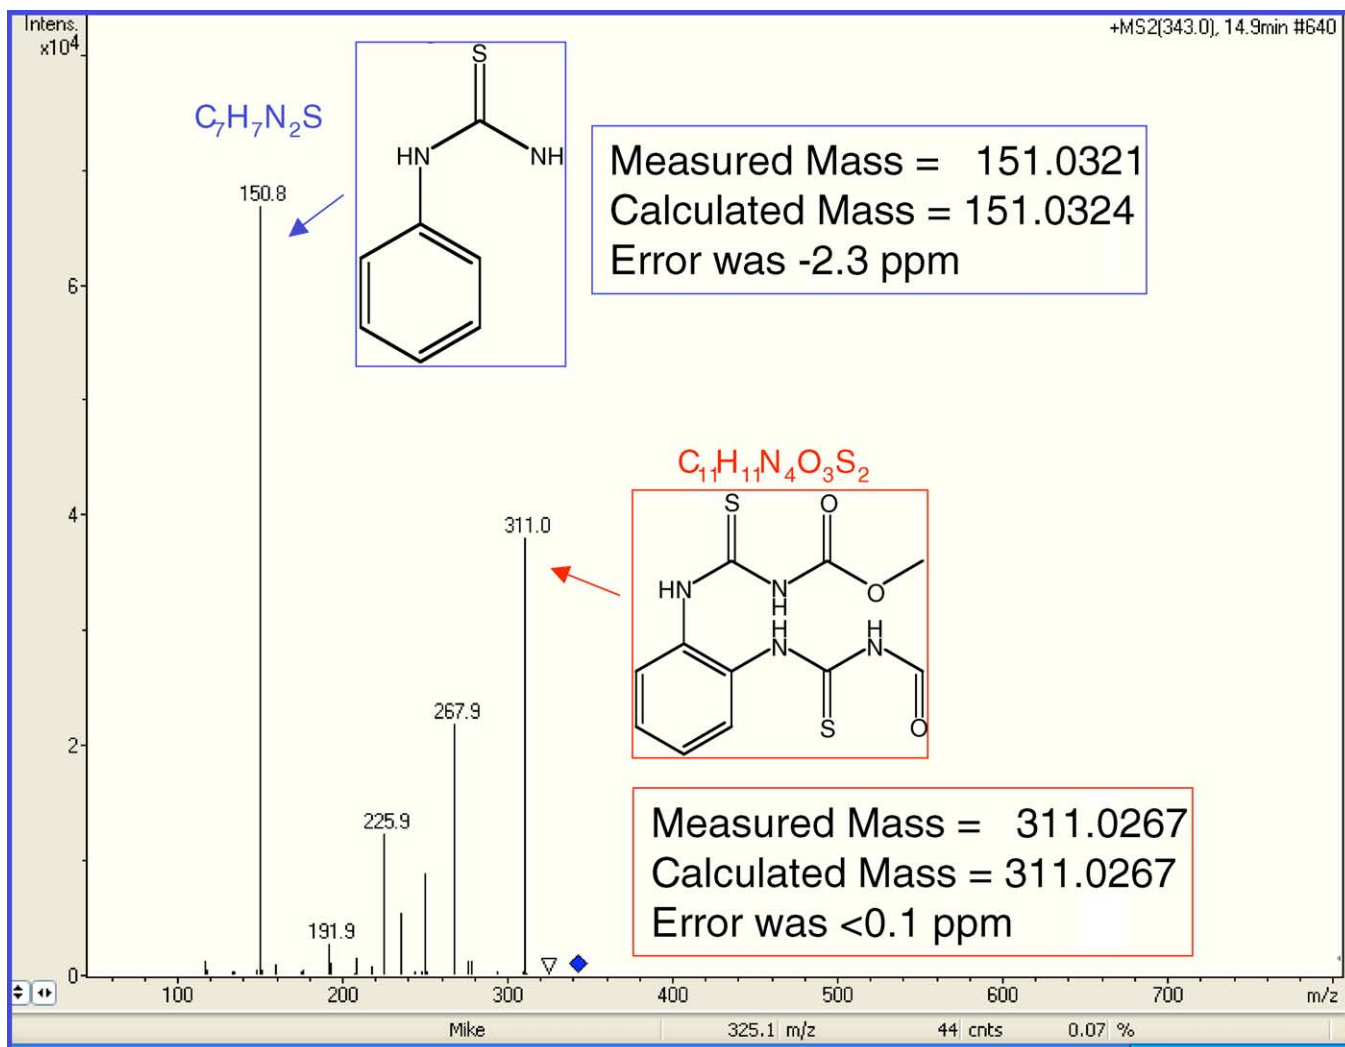 Intens.
x10⁴
+MS2(343.0), 14.9min #640
C₇H₇N₂S
S
HN
NH
150.8
Measured Mass = 151.0321
Calculated Mass = 151.0324
Error was -2.3 ppm
6
C₁₁H₁₁N₄O₃S₂
4
311.0
S
O
HN
N
H
O
H
N
H
N
S
O
267.9
2
225.9
191.9
Measured Mass = 311.0267
Calculated Mass = 311.0267
Error was <0.1 ppm
0
100 200 300 400 500 600 700 m/z
Mike 325.1 m/z 44 cnts 0.07 %